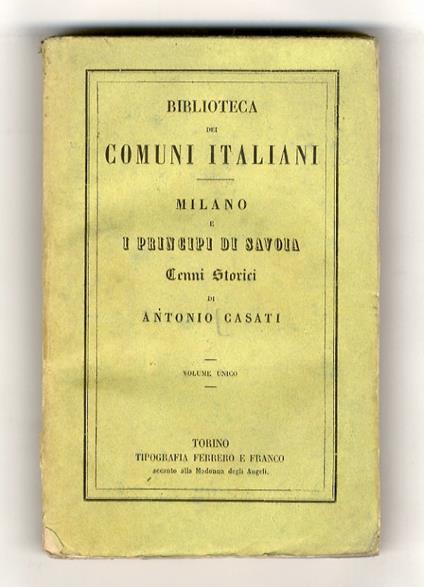 BIBLIOTECA
DEI
COMUNI ITALIANI
MILANO
E
I PRINCIPI DI SAVOIA
Cenni Storici
DI
ANTONIO CASATI
VOLUME UNICO
TORINO
TIPOGRAFIA FERRERO E FRANCO
accanto alla Madonna degli Angeli.